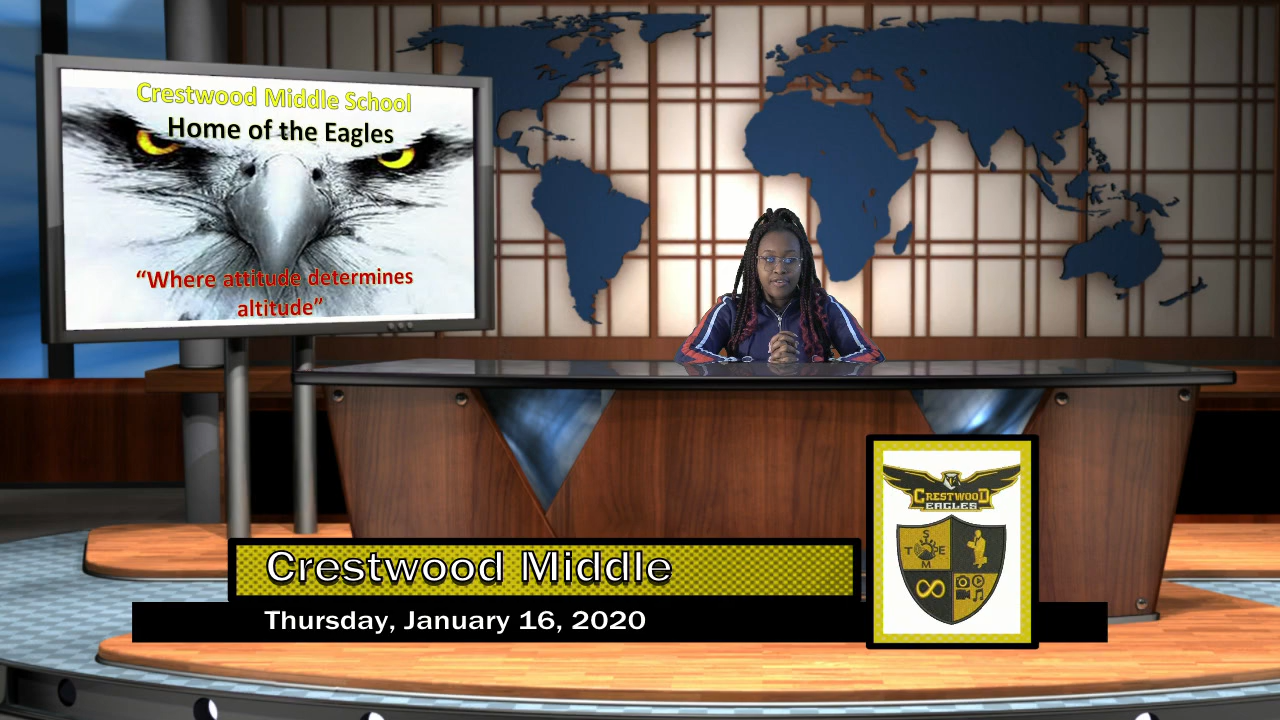 Crestwood Middle School
Home of the Eagles
“Where attitude determines
altitude”
CRESTWOOD
EAGLES
S
T
E
M
Crestwood Middle
Thursday, January 16, 2020